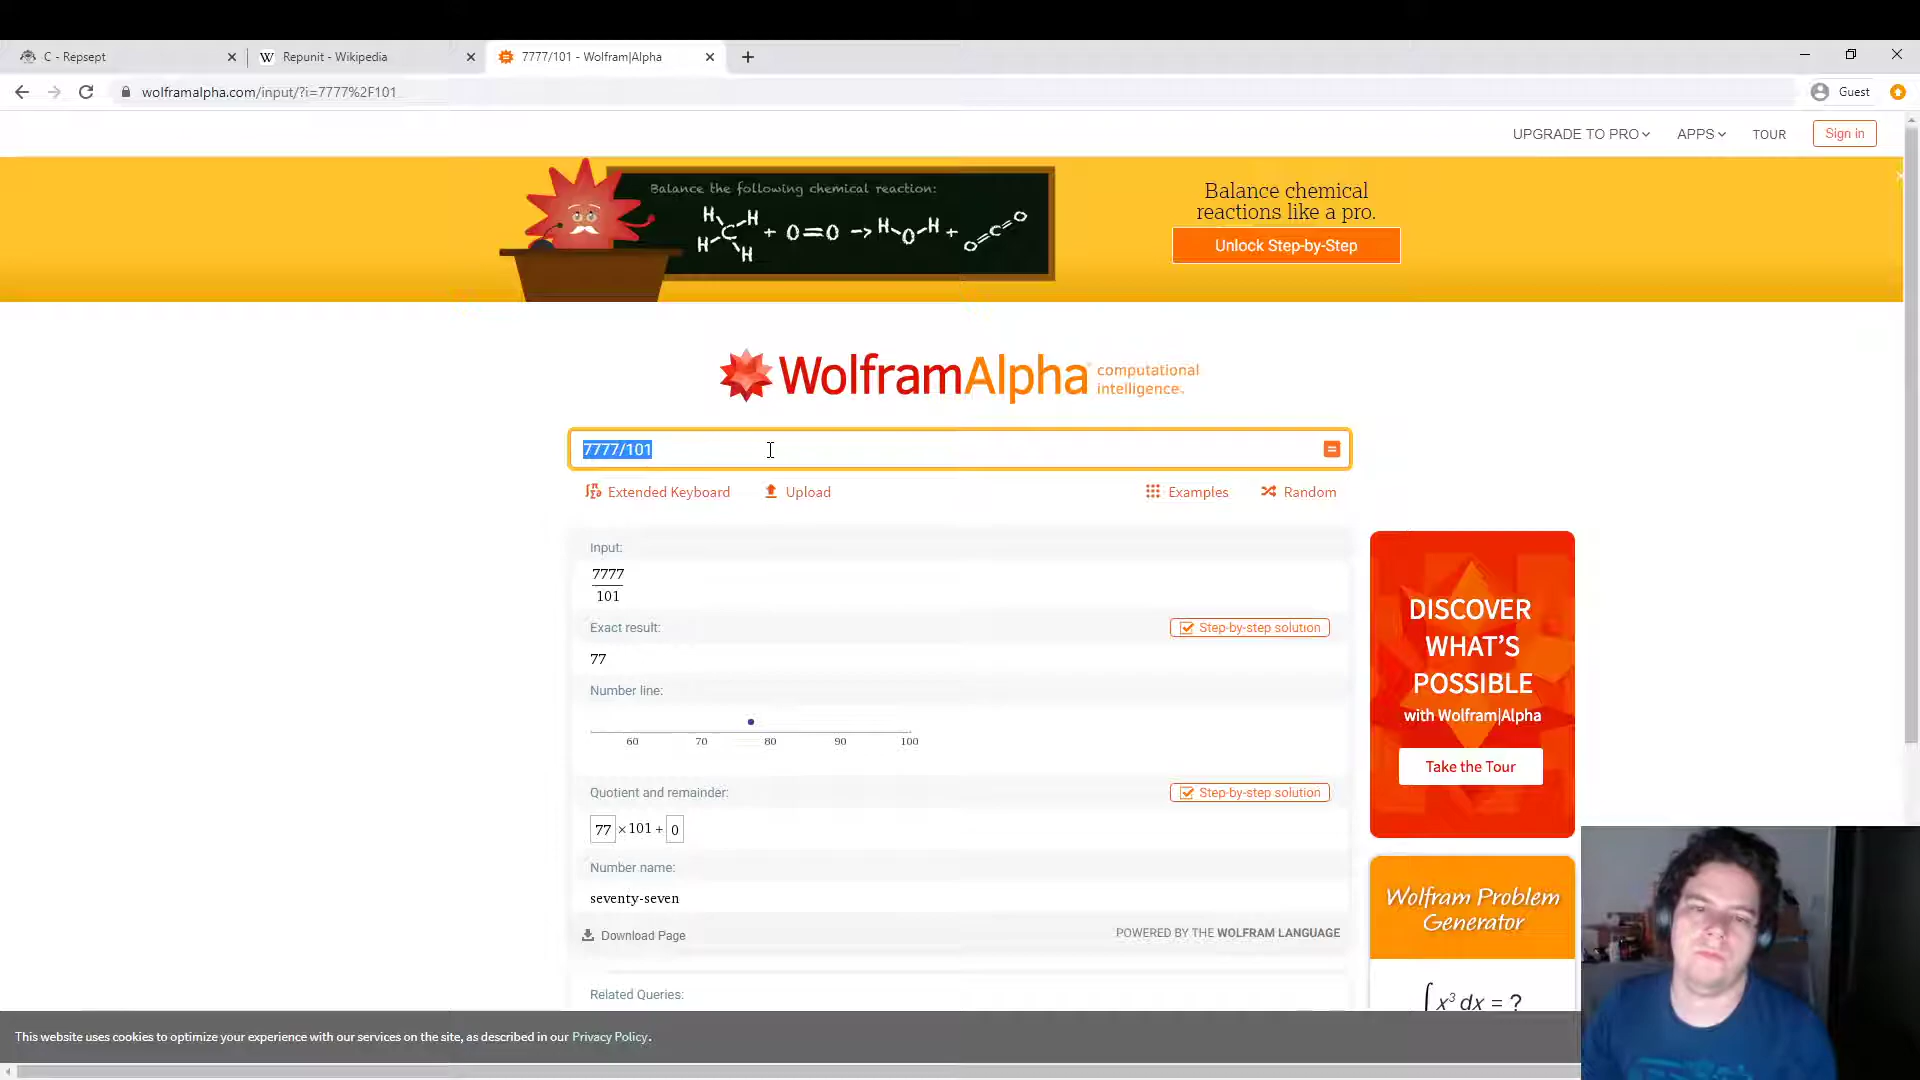 C - Repsept
Repunit - Wikipedia
7777/101 - Wolfram|Alpha
wolframalpha.com/input/?i=7777%2F101
Guest
UPGRADE TO PRO
APPS
TOUR
Sign in
Balance the following chemical reaction:
H H C H H + O=O -> H O H + O=C=O
Balance chemical
reactions like a pro.
Unlock Step-by-Step
WolframAlpha computational
intelligence.
7777/101
Extended Keyboard
Upload
Examples
Random
Input:
7777
101
Exact result:
Step-by-step solution
77
Number line:
60 70 80 90 100
Quotient and remainder:
Step-by-step solution
77 × 101 + 0
Number name:
seventy-seven
Download Page
POWERED BY THE WOLFRAM LANGUAGE
Related Queries:
DISCOVER
WHAT'S
POSSIBLE
with Wolfram|Alpha
Take the Tour
Wolfram Problem
Generator
∫ x³ dx = ?
This website uses cookies to optimize your experience with our services on the site, as described in our Privacy Policy.